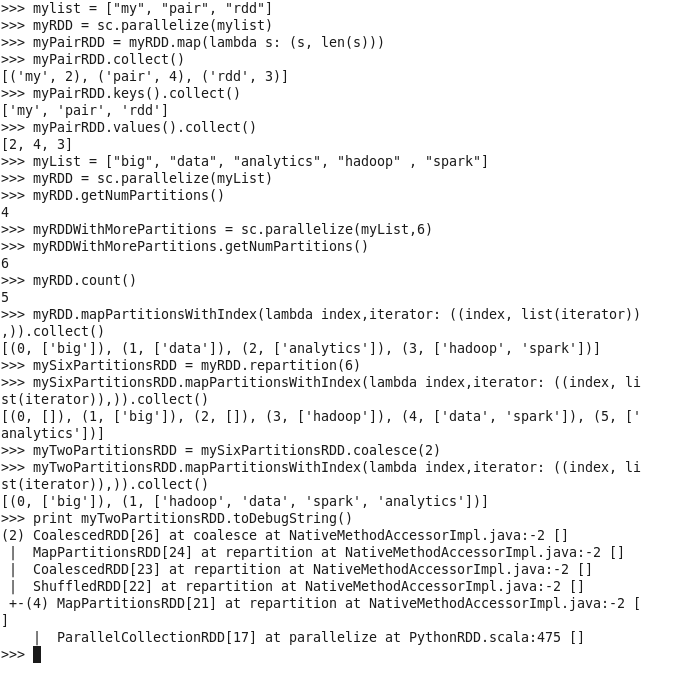 >>> mylist = ["my", "pair", "rdd"]
>>> myRDD = sc.parallelize(mylist)
>>> myPairRDD = myRDD.map(lambda s: (s, len(s)))
>>> myPairRDD.collect()
[('my', 2), ('pair', 4), ('rdd', 3)]
>>> myPairRDD.keys().collect()
['my', 'pair', 'rdd']
>>> myPairRDD.values().collect()
[2, 4, 3]
>>> myList = ["big", "data", "analytics", "hadoop" , "spark"]
>>> myRDD = sc.parallelize(myList)
>>> myRDD.getNumPartitions()
4
>>> myRDDWithMorePartitions = sc.parallelize(myList,6)
>>> myRDDWithMorePartitions.getNumPartitions()
6
>>> myRDD.count()
5
>>> myRDD.mapPartitionsWithIndex(lambda index,iterator: ((index, list(iterator))
,)).collect()
[(0, ['big']), (1, ['data']), (2, ['analytics']), (3, ['hadoop', 'spark'])]
>>> mySixPartitionsRDD = myRDD.repartition(6)
>>> mySixPartitionsRDD.mapPartitionsWithIndex(lambda index,iterator: ((index, li
st(iterator)),)).collect()
[(0, []), (1, ['big']), (2, []), (3, ['hadoop']), (4, ['data', 'spark']), (5, ['
analytics'])]
>>> myTwoPartitionsRDD = mySixPartitionsRDD.coalesce(2)
>>> myTwoPartitionsRDD.mapPartitionsWithIndex(lambda index,iterator: ((index, li
st(iterator)),)).collect()
[(0, ['big']), (1, ['hadoop', 'data', 'spark', 'analytics'])]
>>> print myTwoPartitionsRDD.toDebugString()
(2) CoalescedRDD[26] at coalesce at NativeMethodAccessorImpl.java:-2 []
 |  MapPartitionsRDD[24] at repartition at NativeMethodAccessorImpl.java:-2 []
 |  CoalescedRDD[23] at repartition at NativeMethodAccessorImpl.java:-2 []
 |  ShuffledRDD[22] at repartition at NativeMethodAccessorImpl.java:-2 []
 +-(4) MapPartitionsRDD[21] at repartition at NativeMethodAccessorImpl.java:-2 [
]
    |  ParallelCollectionRDD[17] at parallelize at PythonRDD.scala:475 []
>>>